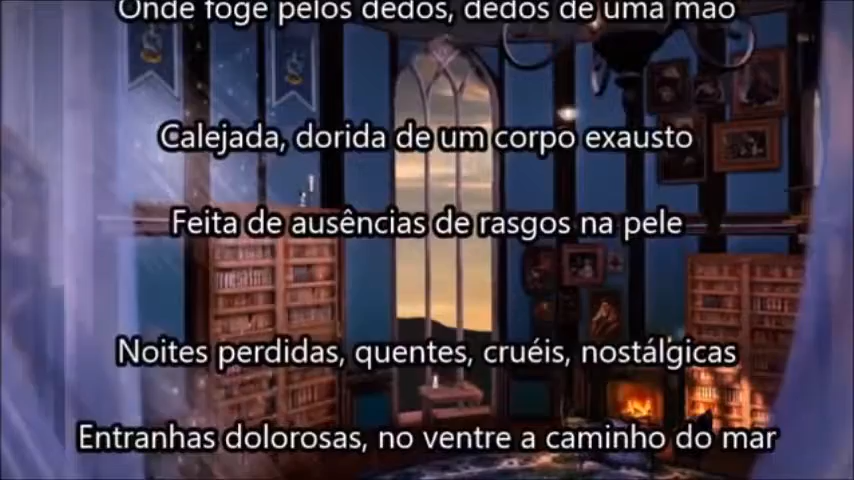 Onde foge pelos dedos, dedos de uma mão
Calejada, dorida de um corpo exausto
Feita de ausências de rasgos na pele
Noites perdidas, quentes, cruéis, nostálgicas
Entranhas dolorosas, no ventre a caminho do mar